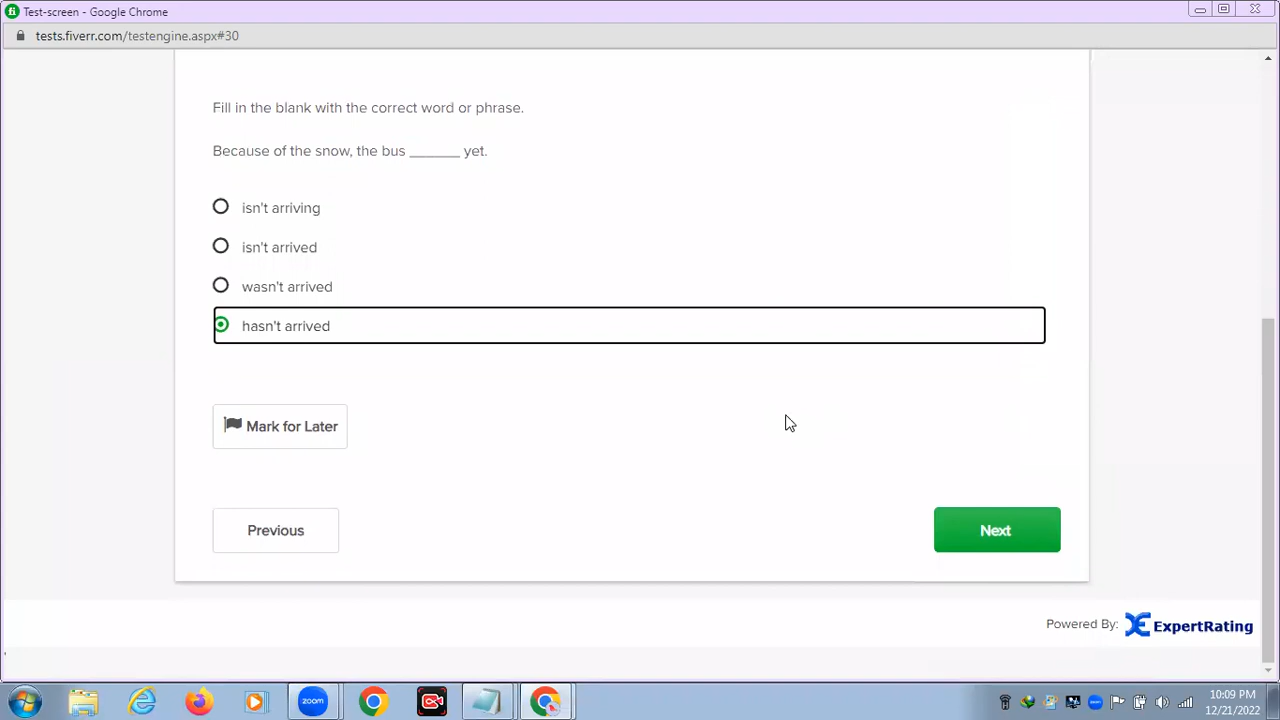 Test-screen - Google Chrome
tests.fiverr.com/testengine.aspx#30
Fill in the blank with the correct word or phrase.
Because of the snow, the bus ______ yet.
isn't arriving
isn't arrived
wasn't arrived
hasn't arrived
Mark for Later
Previous
Next
Powered By: ExpertRating
zoom
10:09 PM
12/21/2022